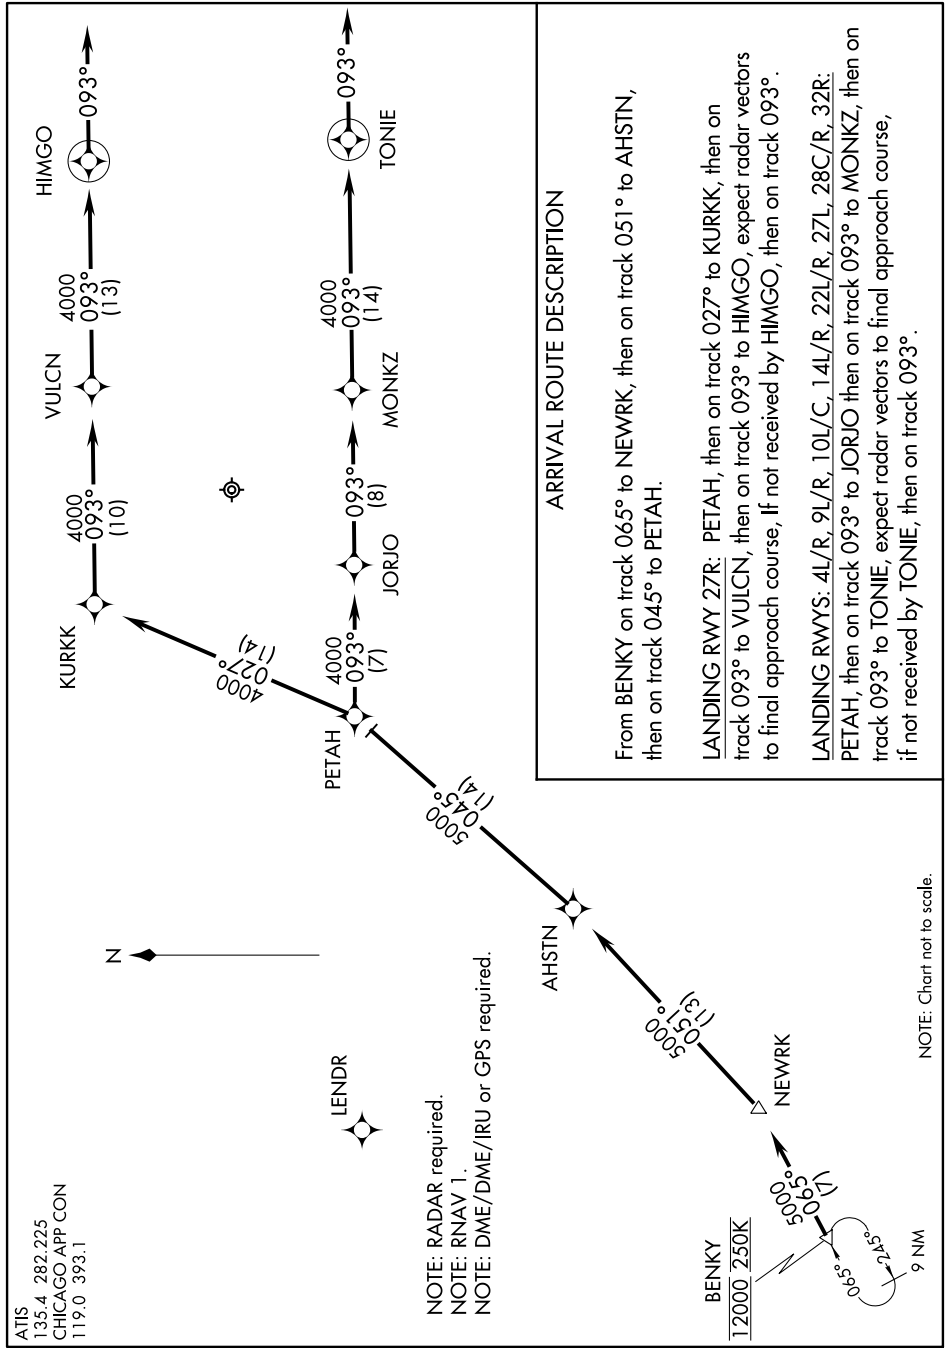 ATIS
135.4 282.225
CHICAGO APP CON
119.0 393.1
N
LENDR
NOTE: RADAR required.
NOTE: RNAV 1.
NOTE: DME/DME/IRU or GPS required.
BENKY
12000 250K
065°
245°
9 NM
5000
065°
(7)
NEWRK
5000
051°
(13)
AHSTN
5000
045°
(14)
PETAH
4000
027°
(14)
KURKK
4000
093°
(10)
VULCN
4000
093°
(13)
HIMGO
093°
4000
093°
(7)
JORJO
093°
(8)
MONKZ
4000
093°
(14)
TONIE
093°
NOTE: Chart not to scale.
ARRIVAL ROUTE DESCRIPTION
From BENKY on track 065° to NEWRK, then on track 051° to AHSTN,
then on track 045° to PETAH.
LANDING RWY 27R: PETAH, then on track 027° to KURKK, then on
track 093° to VULCN, then on track 093° to HIMGO, expect radar vectors
to final approach course, If not received by HIMGO, then on track 093°.
LANDING RWYS: 4L/R, 9L/R, 10L/C, 14L/R, 22L/R, 27L, 28C/R, 32R:
PETAH, then on track 093° to JORJO then on track 093° to MONKZ, then on
track 093° to TONIE, expect radar vectors to final approach course,
if not received by TONIE, then on track 093°.